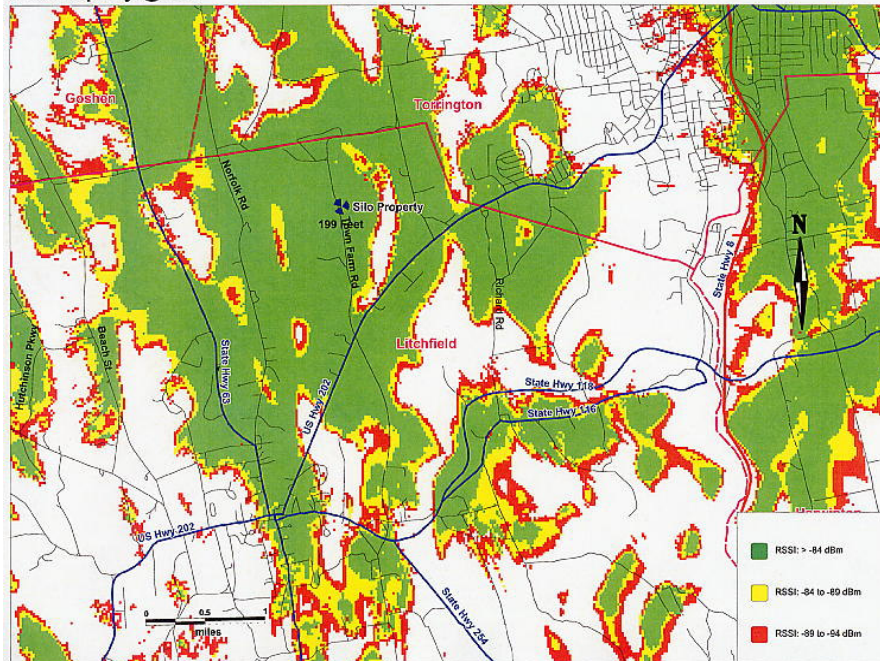 Goshen
Torrington
Norfolk Rd
Silo Property
199 feet
Town Farm Rd
N
State Hwy 8
Richard Rd
Litchfield
Hutchinson Pkwy
Beach St
State Hwy 63
US Hwy 202
State Hwy 118
State Hwy 116
US Hwy 202
State Hwy 254
0 0.5 1
miles
RSSI: > -84 dBm
RSSI: -84 to -89 dBm
RSSI: -89 to -94 dBm